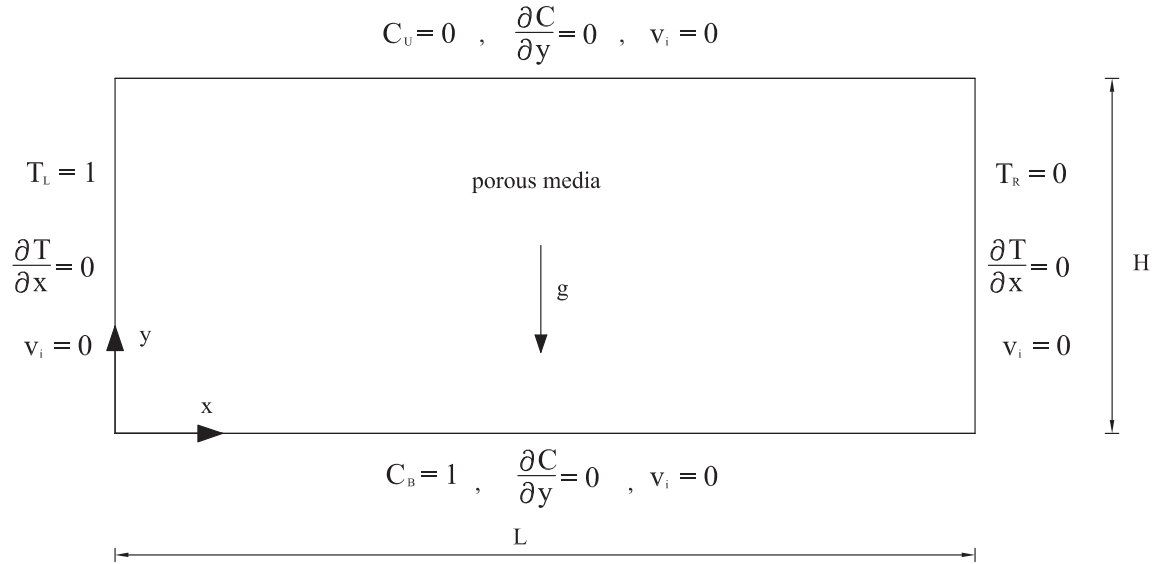 C_U = 0 , ∂C/∂y = 0 , v_i = 0
T_L = 1
porous media
T_R = 0
∂T/∂x = 0
g
∂T/∂x = 0
H
v_i = 0
y
v_i = 0
x
C_B = 1 , ∂C/∂y = 0 , v_i = 0
L